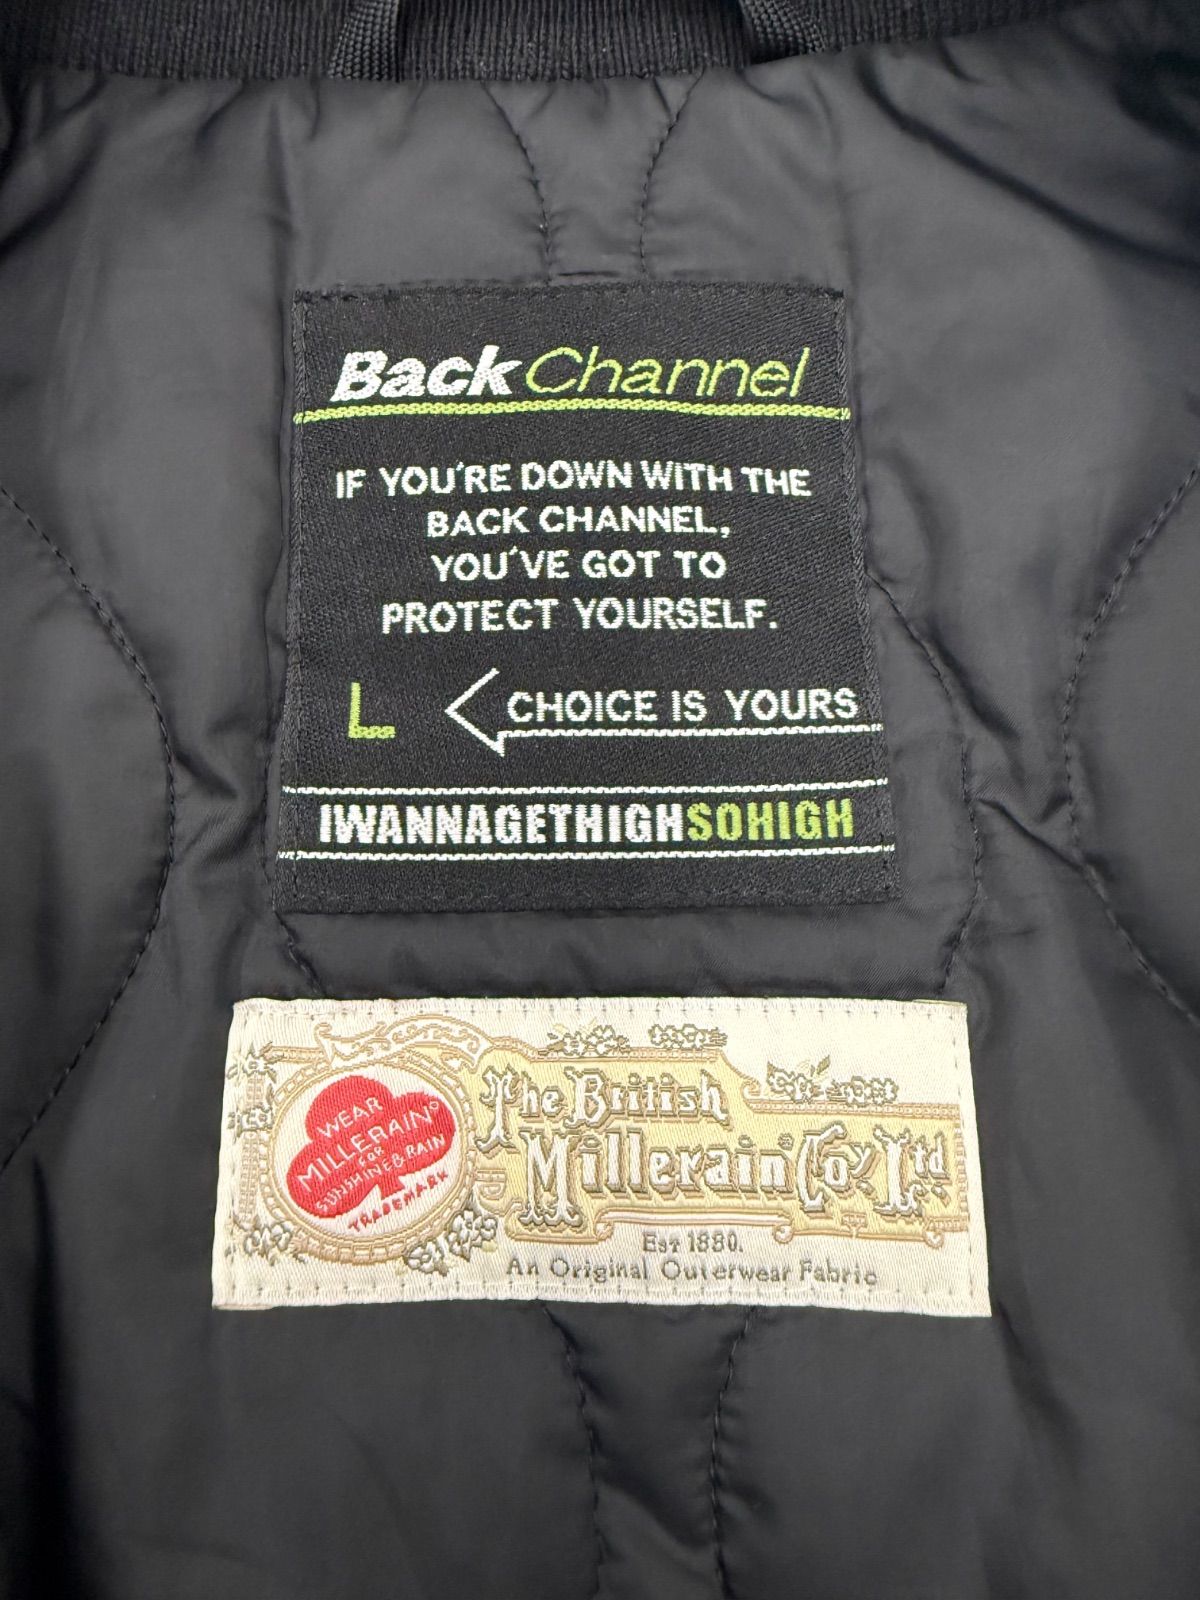 Back Channel
IF YOU'RE DOWN WITH THE
BACK CHANNEL,
YOU'VE GOT TO
PROTECT YOURSELF.
L CHOICE IS YOURS
IWANNAGETHIGHSOHIGH
WEAR
MILLERAIN
FOR
SUNSHINE & RAIN
TRADEMARK
The British
Millerain Coy Ltd
EST 1880.
An Original Outerwear Fabric